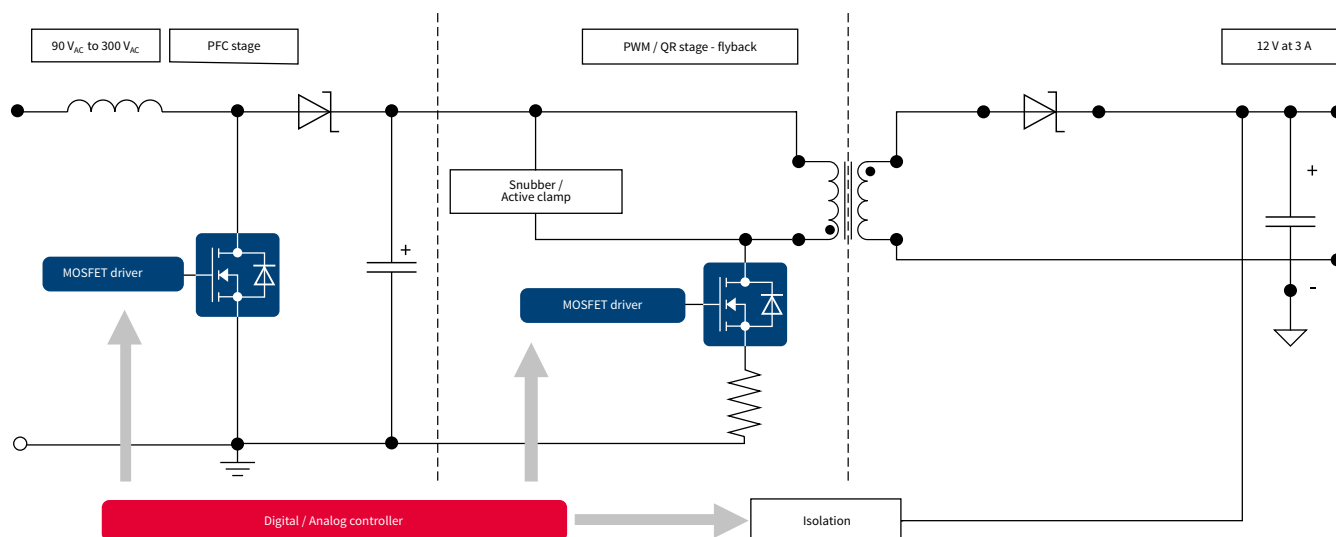 90 VAC to 300 VAC
PFC stage
PWM / QR stage - flyback
12 V at 3 A
Snubber /
Active clamp
+
+
MOSFET driver
MOSFET driver
-
Digital / Analog controller
Isolation